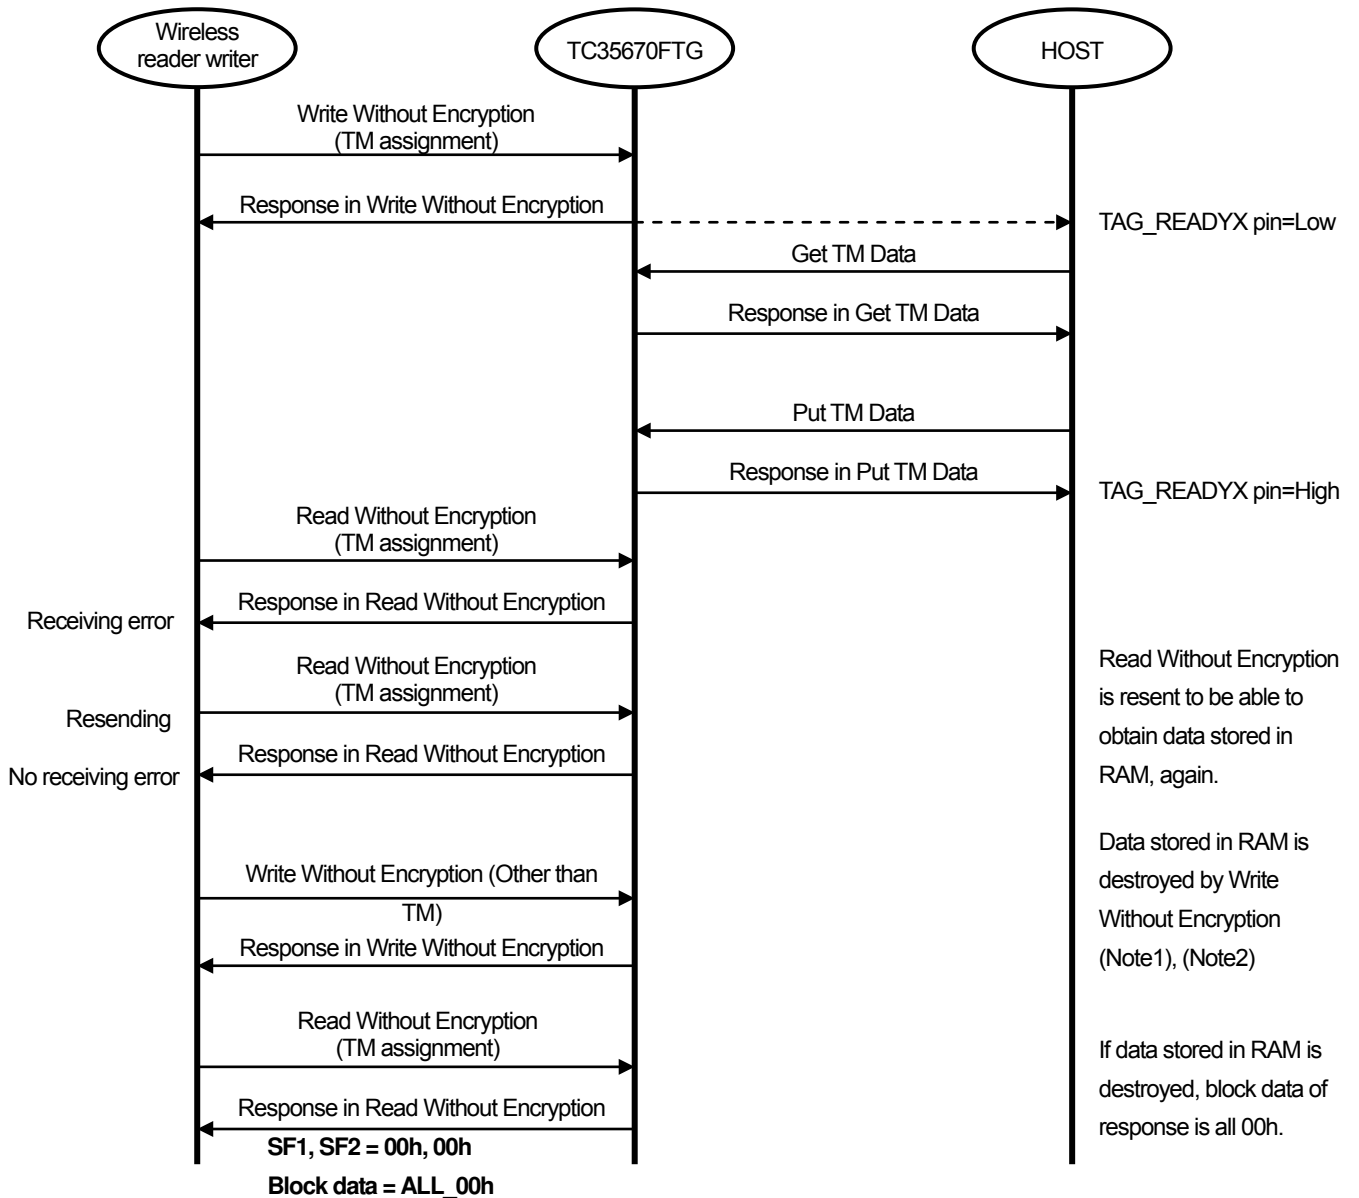 Wireless
reader writer
TC35670FTG
HOST
Write Without Encryption
(TM assignment)
Response in Write Without Encryption
TAG_READYX pin=Low
Get TM Data
Response in Get TM Data
Put TM Data
Response in Put TM Data
TAG_READYX pin=High
Read Without Encryption
(TM assignment)
Response in Read Without Encryption
Receiving error
Read Without Encryption
(TM assignment)
Resending
Response in Read Without Encryption
No receiving error
Read Without Encryption
is resent to be able to
obtain data stored in
RAM, again.
Write Without Encryption (Other than
TM)
Response in Write Without Encryption
Data stored in RAM is
destroyed by Write
Without Encryption
(Note1), (Note2)
Read Without Encryption
(TM assignment)
Response in Read Without Encryption
SF1, SF2 = 00h, 00h
Block data = ALL_00h
If data stored in RAM is
destroyed, block data of
response is all 00h.